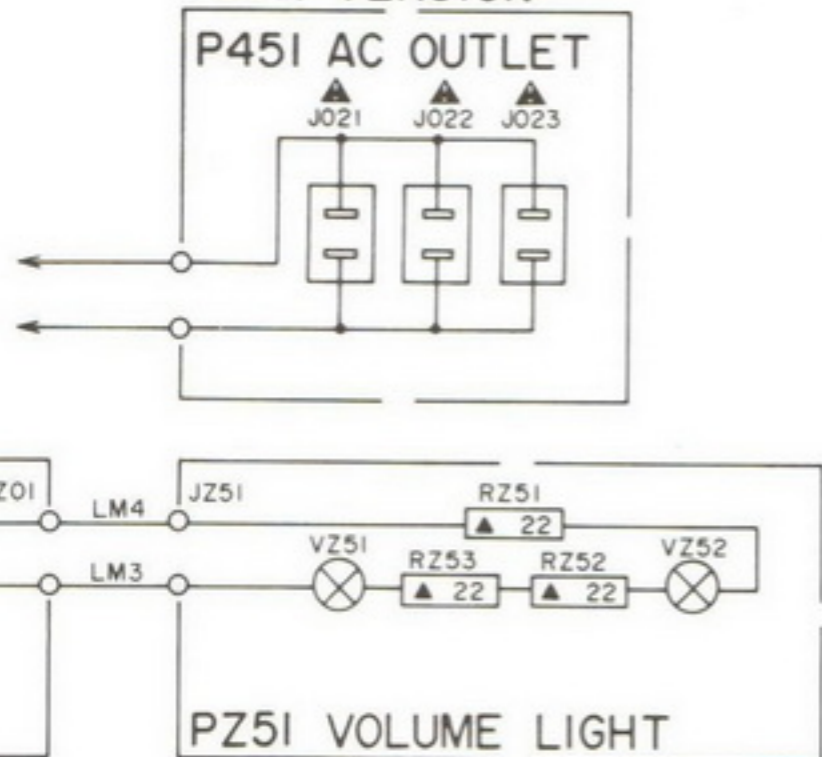 P451 AC OUTLET
J021 J022 J023
Z01 LM4 JZ51 RZ51
22
LM3 VZ51 RZ53 RZ52 VZ52
22 22
PZ51 VOLUME LIGHT